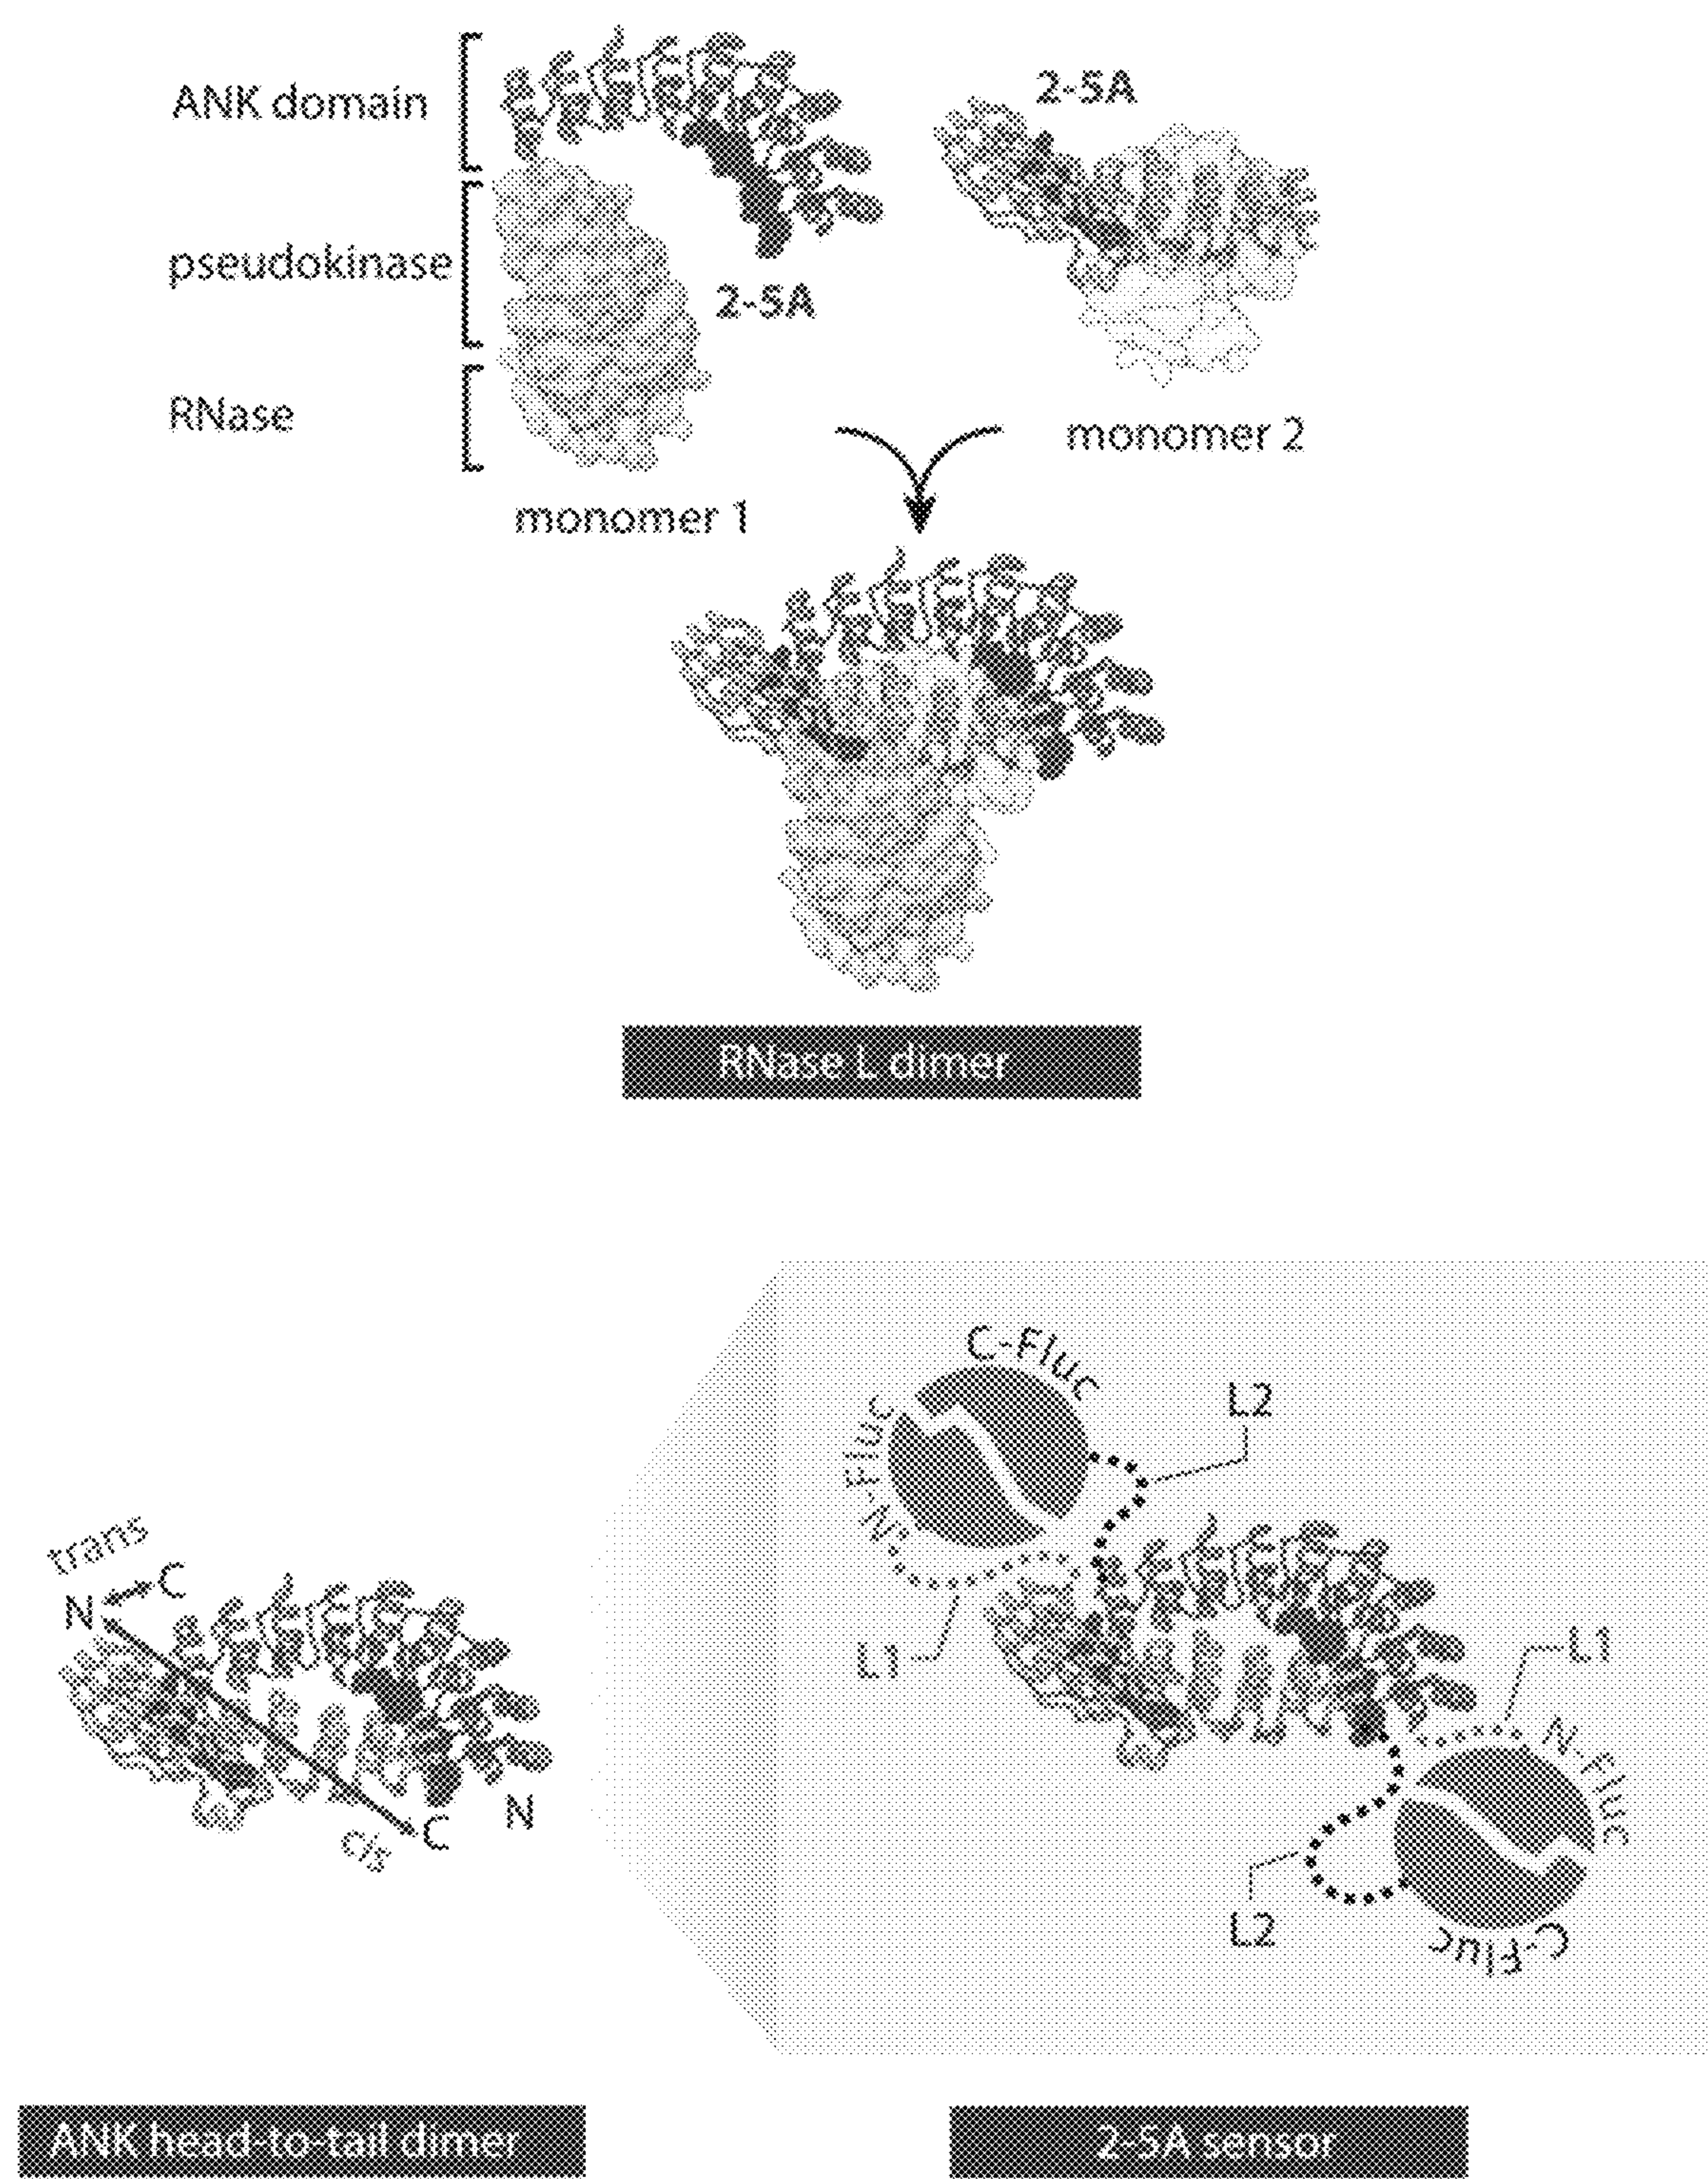 ANK domain
2-5A
pseudokinase
2-5A
RNase
monomer 2
monomer 1
RNase L dimer
C-Fluc
L2
N-Fluc
trans
N
C
L1
L1
N-Fluc
N
C
cis
L2
C-Fluc
ANK head-to-tail dimer
2-5A sensor